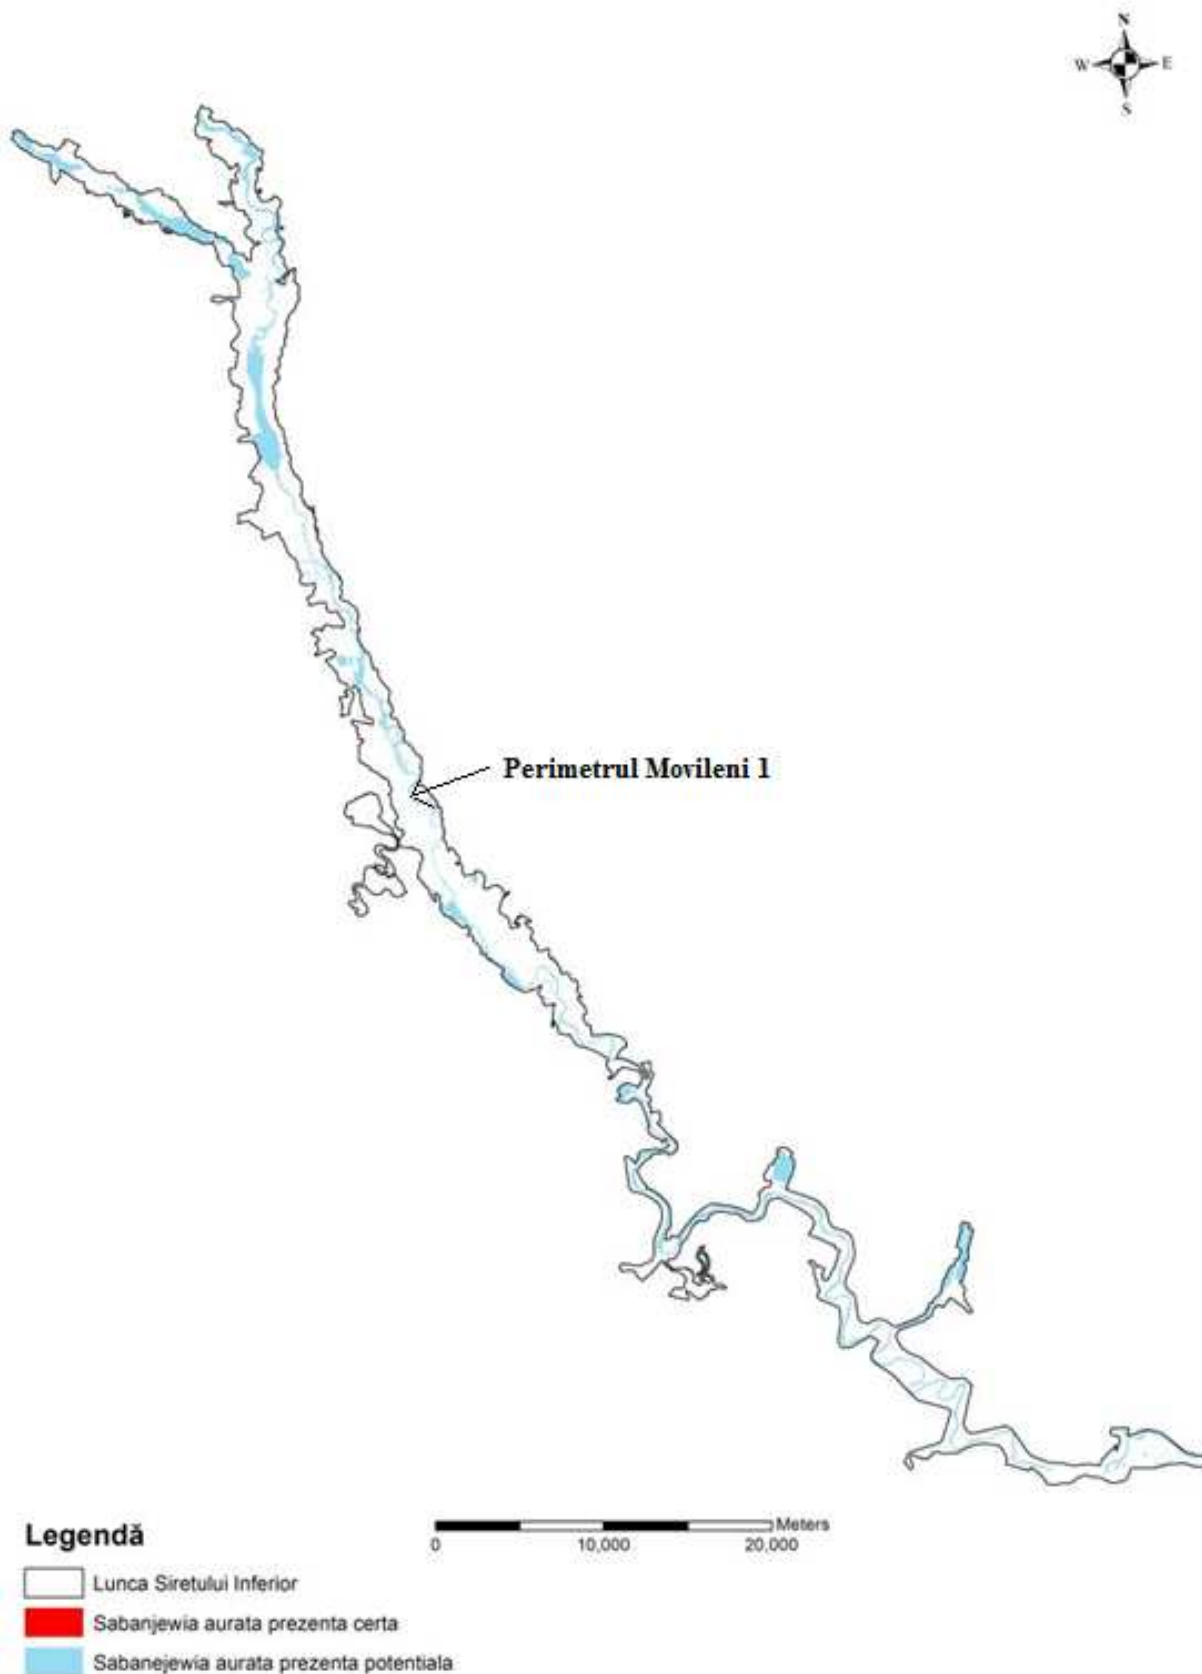 N
W E
S
Perimetrul Movileni 1
Legendă
Meters
0 10,000 20,000
Lunca Siretului Inferior
Sabanjewia aurata prezenta certa
Sabanejewia aurata prezenta potentiala